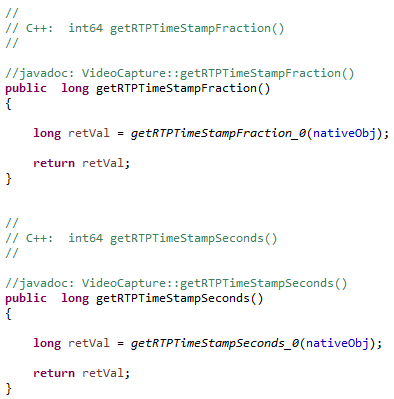 //
// C++:  int64 getRTPTimeStampFraction()
//
//javadoc: VideoCapture::getRTPTimeStampFraction()
public  long getRTPTimeStampFraction()
{
    long retVal = getRTPTimeStampFraction_0(nativeObj);
    return retVal;
}
//
// C++:  int64 getRTPTimeStampSeconds()
//
//javadoc: VideoCapture::getRTPTimeStampSeconds()
public  long getRTPTimeStampSeconds()
{
    long retVal = getRTPTimeStampSeconds_0(nativeObj);
    return retVal;
}